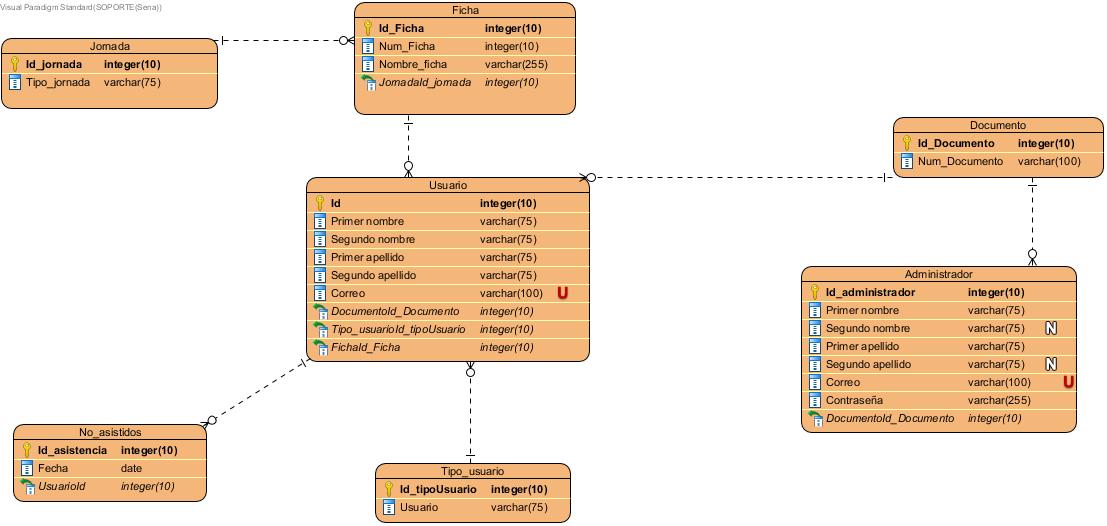 Visual Paradigm Standard(SOPORTE(Sena))
Ficha
Id_Ficha integer(10)
Num_Ficha integer(10)
Nombre_ficha varchar(255)
JornadaId_jornada integer(10)
Jornada
Id_jornada integer(10)
Tipo_jornada varchar(75)
Documento
Id_Documento integer(10)
Num_Documento varchar(100)
Usuario
Id integer(10)
Primer nombre varchar(75)
Segundo nombre varchar(75)
Primer apellido varchar(75)
Segundo apellido varchar(75)
Correo varchar(100) U
DocumentoId_Documento integer(10)
Tipo_usuarioId_tipoUsuario integer(10)
FichaId_Ficha integer(10)
Administrador
Id_administrador integer(10)
Primer nombre varchar(75)
Segundo nombre varchar(75) N
Primer apellido varchar(75)
Segundo apellido varchar(75) N
Correo varchar(100) U
Contraseña varchar(255)
DocumentoId_Documento integer(10)
No_asistidos
Id_asistencia integer(10)
Fecha date
UsuarioId integer(10)
Tipo_usuario
Id_tipoUsuario integer(10)
Usuario varchar(75)